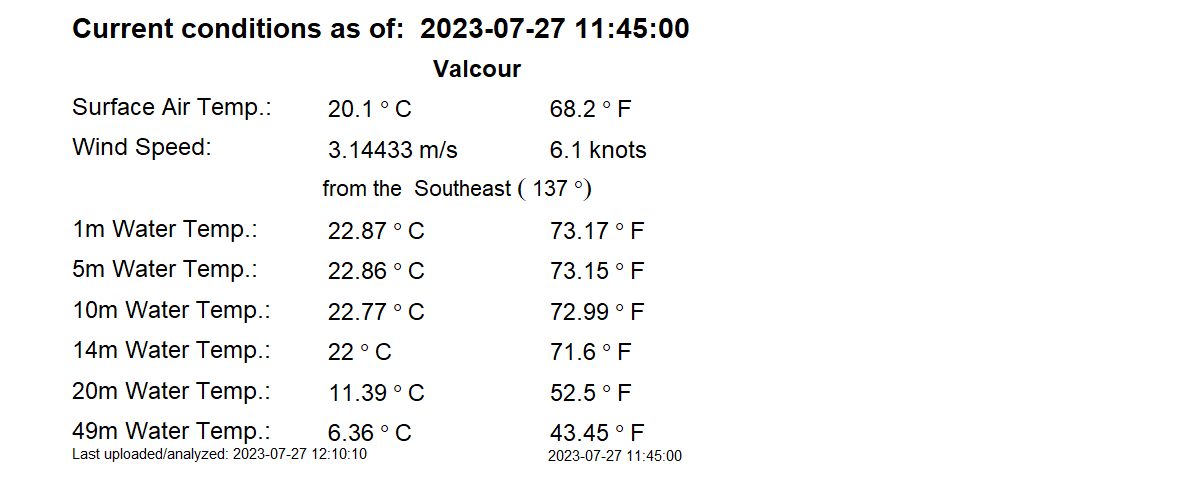 Current conditions as of: 2023-07-27 11:45:00
Valcour
Surface Air Temp.: 20.1 ° C 68.2 ° F
Wind Speed: 3.14433 m/s 6.1 knots
from the Southeast ( 137 °)
1m Water Temp.: 22.87 ° C 73.17 ° F
5m Water Temp.: 22.86 ° C 73.15 ° F
10m Water Temp.: 22.77 ° C 72.99 ° F
14m Water Temp.: 22 ° C 71.6 ° F
20m Water Temp.: 11.39 ° C 52.5 ° F
49m Water Temp.: 6.36 ° C 43.45 ° F
Last uploaded/analyzed: 2023-07-27 12:10:10 2023-07-27 11:45:00